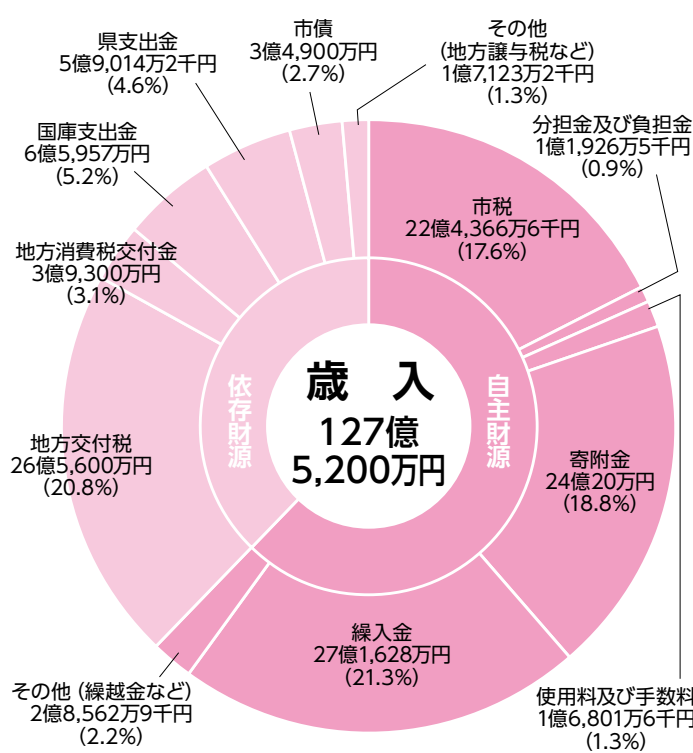 県支出金
5億9,014万2千円
(4.6%)
市債
3億4,900万円
(2.7%)
その他
(地方譲与税など)
1億7,123万2千円
(1.3%)
国庫支出金
6億5,957万円
(5.2%)
分担金及び負担金
1億1,926万5千円
(0.9%)
市税
22億4,366万6千円
(17.6%)
地方消費税交付金
3億9,300万円
(3.1%)
歳 入
127億
5,200万円
依存財源
自主財源
地方交付税
26億5,600万円
(20.8%)
寄附金
24億20万円
(18.8%)
繰入金
27億1,628万円
(21.3%)
その他(繰越金など)
2億8,562万9千円
(2.2%)
使用料及び手数料
1億6,801万6千円
(1.3%)